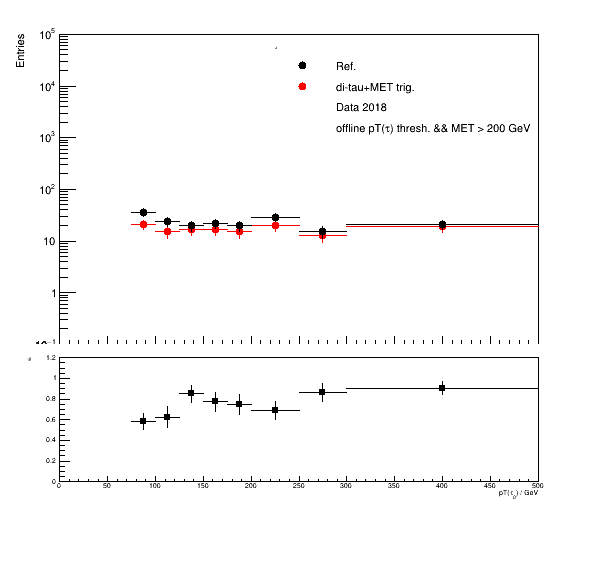 Entries
10^5
10^4
10^3
10^2
10
1
Ref.
di-tau+MET trig.
Data 2018
offline pT(τ) thresh. && MET > 200 GeV
1.2
1
0.8
0.6
0.4
0.2
0
0 50 100 150 200 250 300 350 400 450 500
pT(τ_0) / GeV